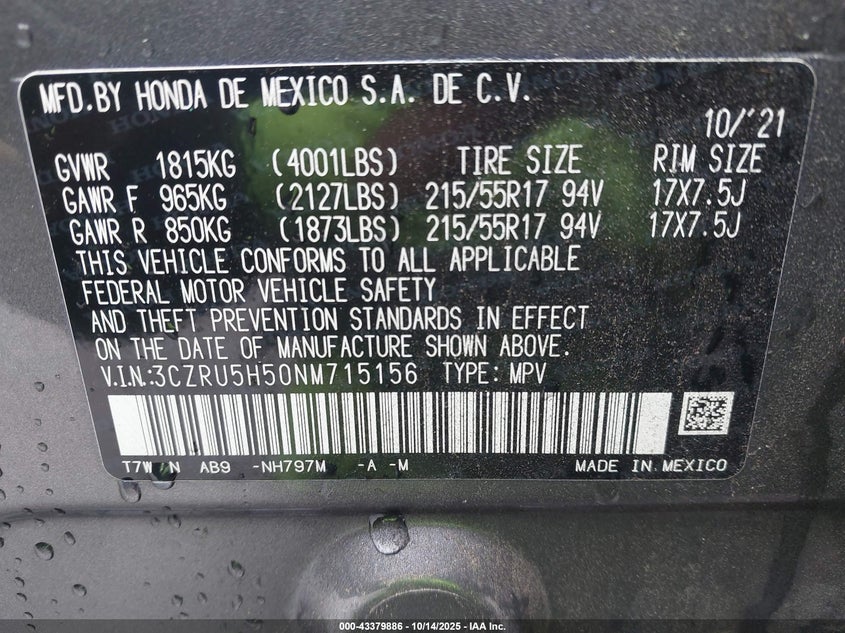 MFD.BY HONDA DE MEXICO S.A. DE C.V.
10/'21
GVWR 1815KG (4001LBS) TIRE SIZE RIM SIZE
GAWR F 965KG (2127LBS) 215/55R17 94V 17X7.5J
GAWR R 850KG (1873LBS) 215/55R17 94V 17X7.5J
THIS VEHICLE CONFORMS TO ALL APPLICABLE
FEDERAL MOTOR VEHICLE SAFETY
AND THEFT PREVENTION STANDARDS IN EFFECT
ON THE DATE OF MANUFACTURE SHOWN ABOVE.
V.I.N.:3CZRU5H50NM715156 TYPE: MPV
AB9 -NH797M -A -M MADE IN MEXICO
000-43379886 | 10/14/2025 - IAA Inc.